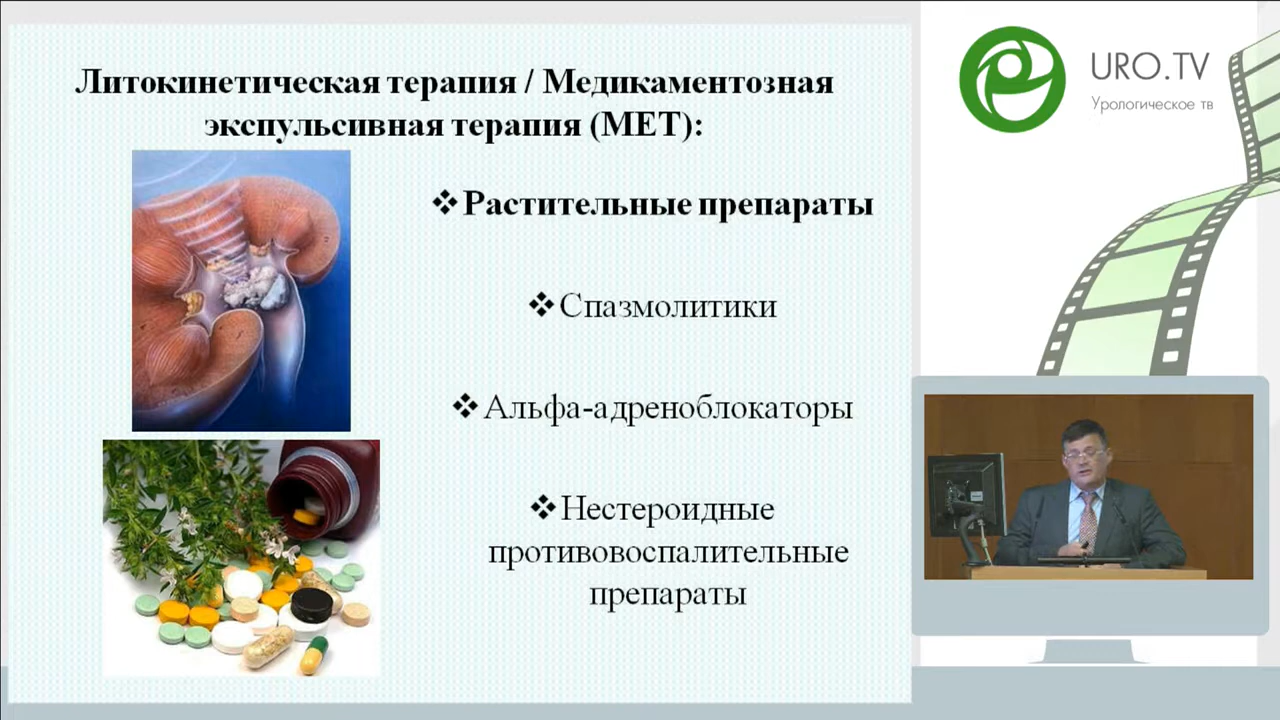 Литокинетическая терапия / Медикаментозная
экспульсивная терапия (МЕТ):
❖Растительные препараты
❖Спазмолитики
❖Альфа-адреноблокаторы
❖Нестероидные
противовоспалительные
препараты
URO.TV
Урологическое тв